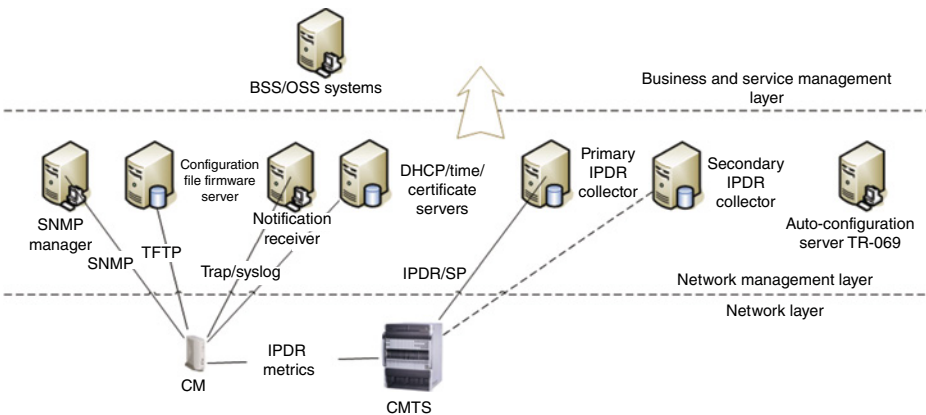 BSS/OSS systems
Business and service management
layer
SNMP
manager
Configuration
file firmware
server
Notification
receiver
DHCP/time/
certificate
servers
Primary
IPDR
collector
Secondary
IPDR
collector
Auto-configuration
server TR-069
SNMP
TFTP
Trap/syslog
IPDR/SP
Network management layer
Network layer
CM
IPDR
metrics
CMTS